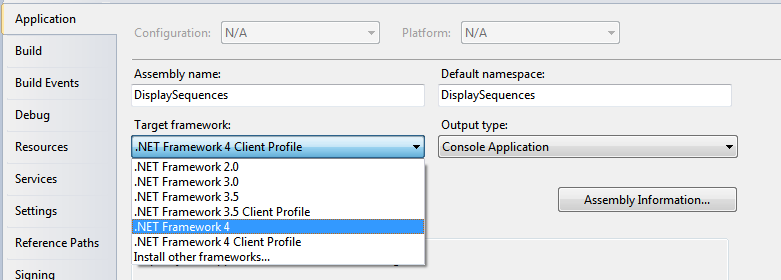 Application
Build
Build Events
Debug
Resources
Services
Settings
Reference Paths
Signing
Configuration: N/A Platform: N/A
Assembly name: Default namespace:
DisplaySequences DisplaySequences
Target framework: Output type:
.NET Framework 4 Client Profile Console Application
.NET Framework 2.0
.NET Framework 3.0
.NET Framework 3.5
.NET Framework 3.5 Client Profile
.NET Framework 4
.NET Framework 4 Client Profile
Install other frameworks...
Assembly Information...